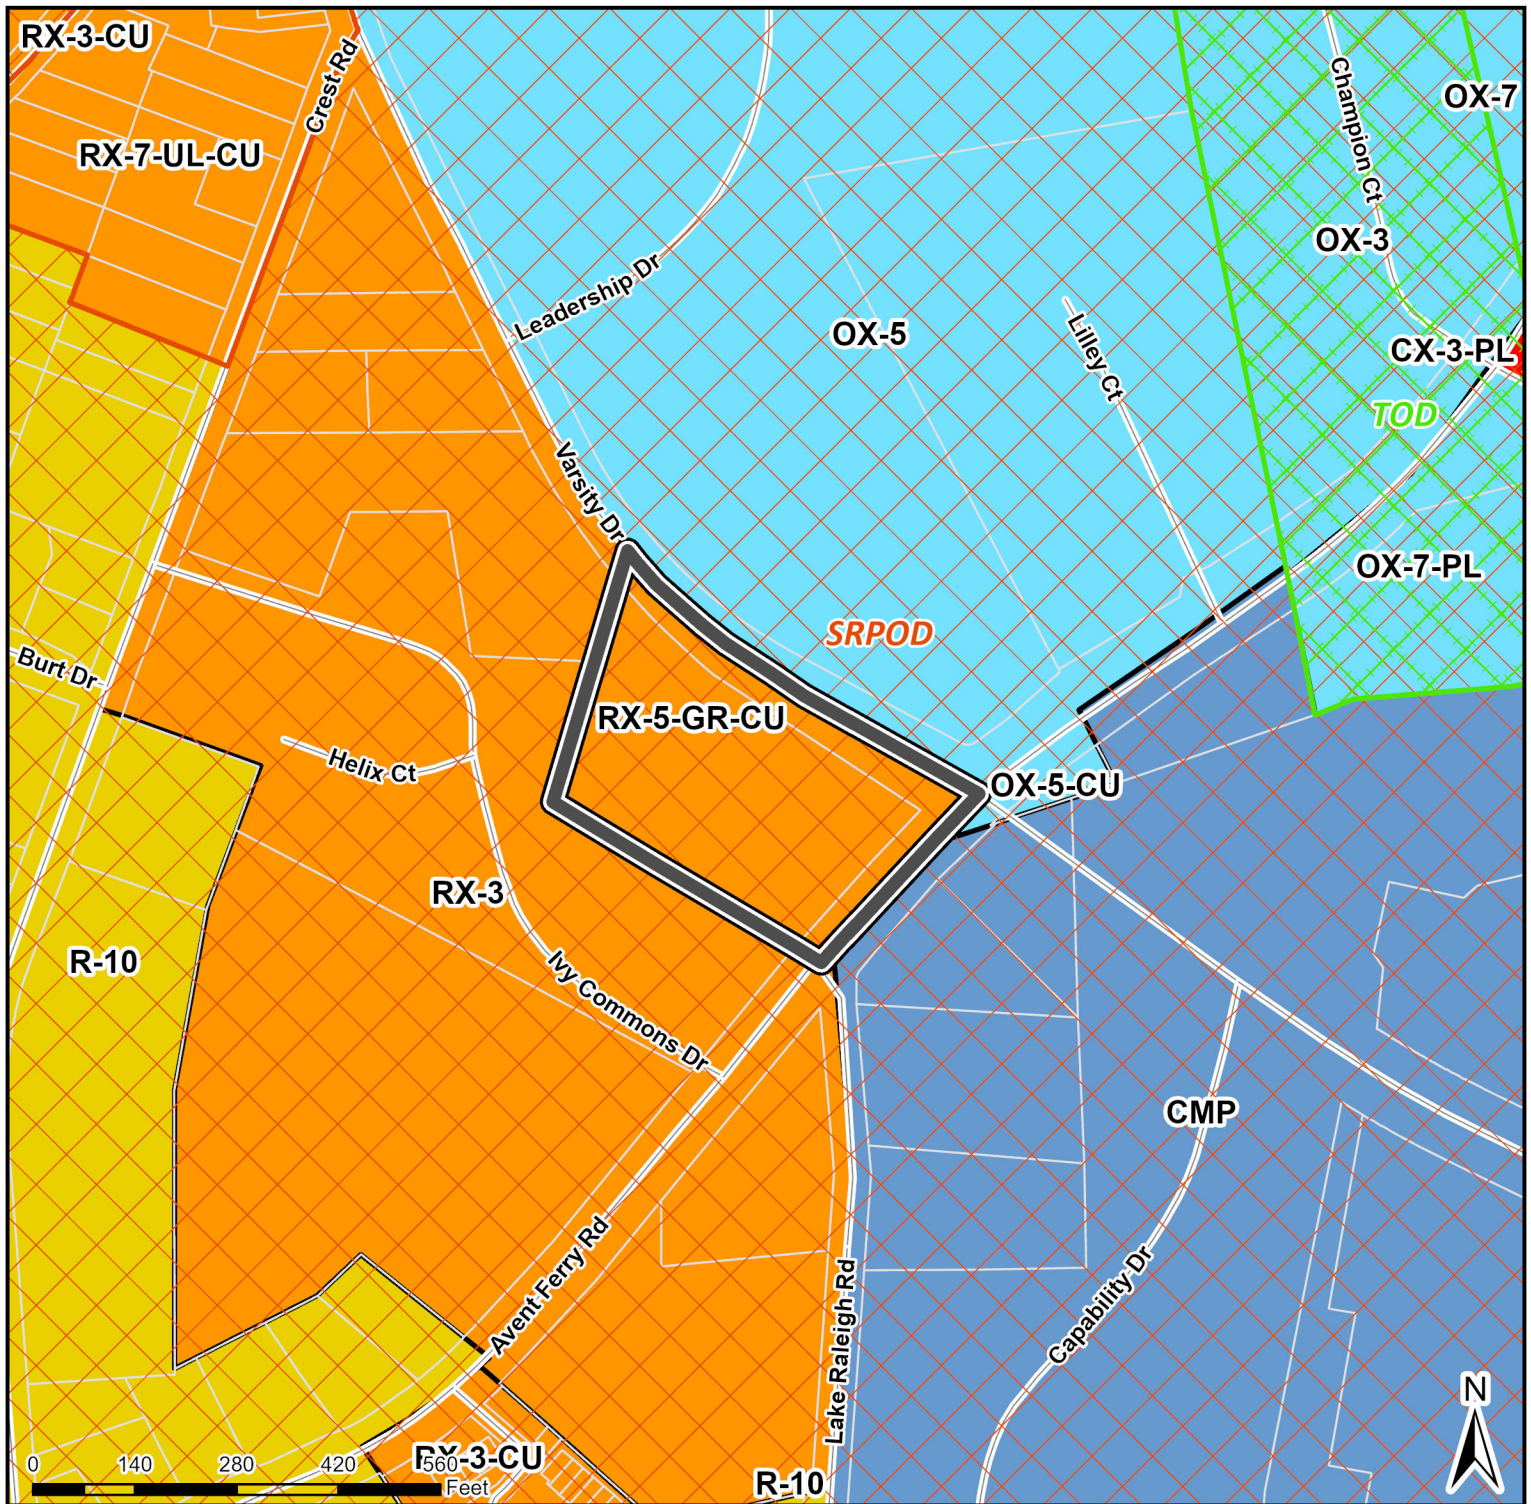 RX-3-CU
Crest Rd
RX-7-UL-CU
Champion Ct
OX-7
OX-3
Leadership Dr
OX-5
Lilley Ct
CX-3-PL
TOD
Varsity Dr
OX-7-PL
SRPOD
Burt Dr
RX-5-GR-CU
Helix Ct
OX-5-CU
RX-3
R-10
Ivy Commons Dr
CMP
Avent Ferry Rd
Capability Dr
Lake Raleigh Rd
N
RX-3-CU
0 140 280 420 560
Feet
R-10